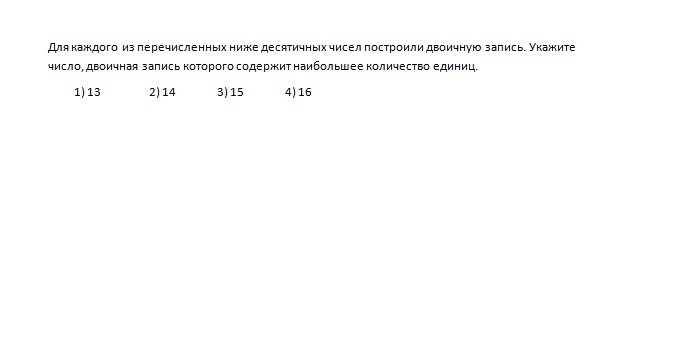 Для каждого из перечисленных ниже десятичных чисел построили двоичную запись. Укажите
число, двоичная запись которого содержит наибольшее количество единиц.
1) 13 2) 14 3) 15 4) 16